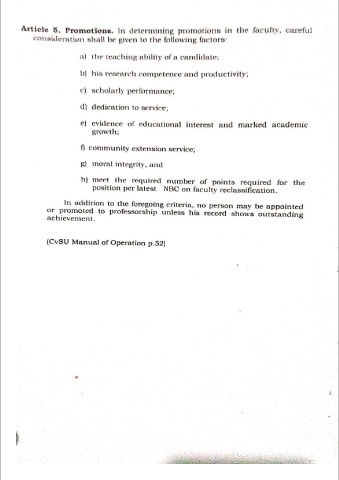 Article 5. Promotions. In determining promotions in the faculty, careful
consideration shall be given to the following factors:
a) the teaching ability of a candidate;
b) his research competence and productivity;
c) scholarly performance;
d) dedication to service;
e) evidence of educational interest and marked academic
growth;
f) community extension service;
g) moral integrity, and
h) meet the required number of points required for the
position per latest NBC on faculty reclassification.
In addition to the foregoing criteria, no person may be appointed
or promoted to professorship unless his record shows outstanding
achievement.
(CvSU Manual of Operation p.52)